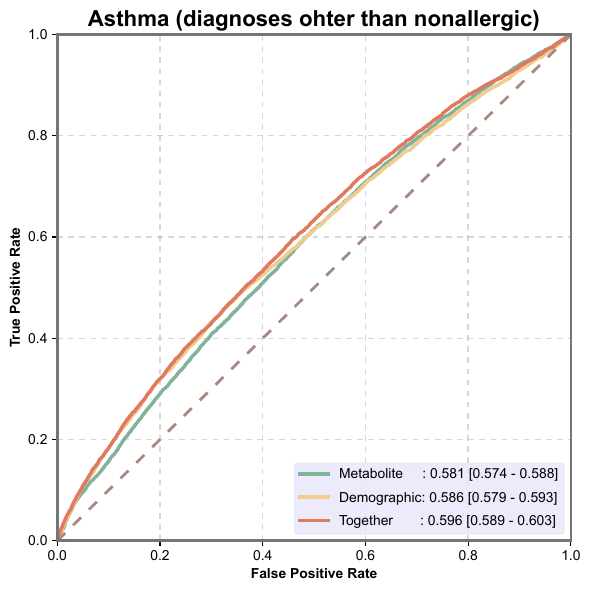 Asthma (diagnoses ohter than nonallergic)
True Positive Rate
1.0
0.8
0.6
0.4
0.2
0.0
Metabolite : 0.581 [0.574 - 0.588]
Demographic: 0.586 [0.579 - 0.593]
Together : 0.596 [0.589 - 0.603]
0.0 0.2 0.4 0.6 0.8 1.0
False Positive Rate